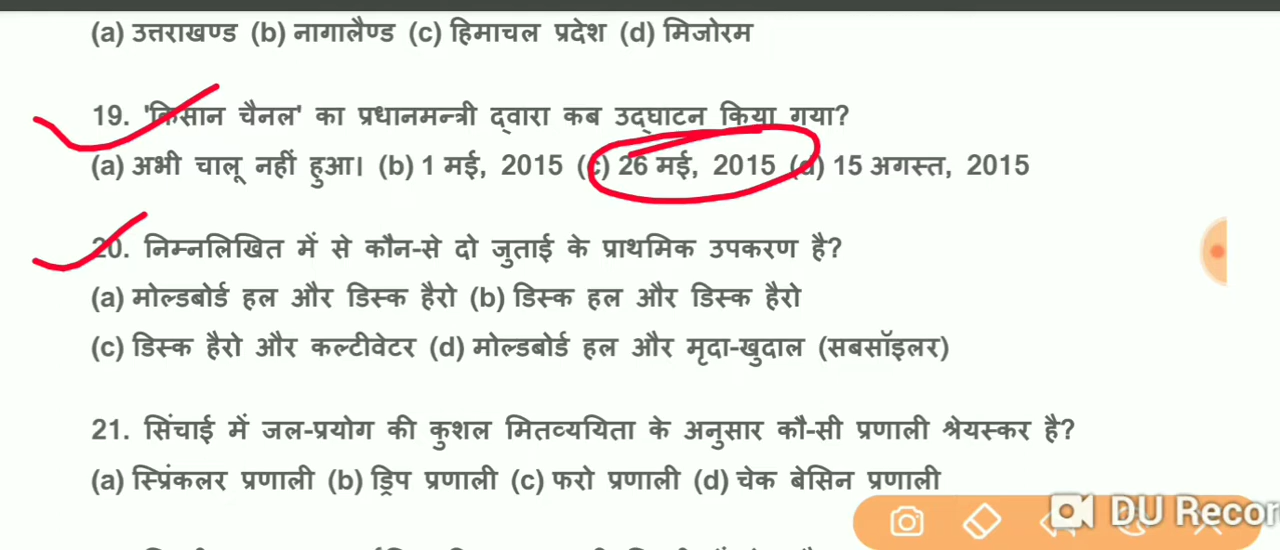 (a) उत्तराखण्ड (b) नागालैण्ड (c) हिमाचल प्रदेश (d) मिजोरम
19. 'किसान चैनल' का प्रधानमन्त्री द्वारा कब उद्घाटन किया गया?
(a) अभी चालू नहीं हुआ। (b) 1 मई, 2015 (c) 26 मई, 2015 (d) 15 अगस्त, 2015
20. निम्नलिखित में से कौन-से दो जुताई के प्राथमिक उपकरण है?
(a) मोल्डबोर्ड हल और डिस्क हैरो (b) डिस्क हल और डिस्क हैरो
(c) डिस्क हैरो और कल्टीवेटर (d) मोल्डबोर्ड हल और मृदा-खुदाल (सबसॉइलर)
21. सिंचाई में जल-प्रयोग की कुशल मितव्ययिता के अनुसार कौ-सी प्रणाली श्रेयस्कर है?
(a) स्प्रिंकलर प्रणाली (b) ड्रिप प्रणाली (c) फरो प्रणाली (d) चेक बेसिन प्रणाली
DU Recor